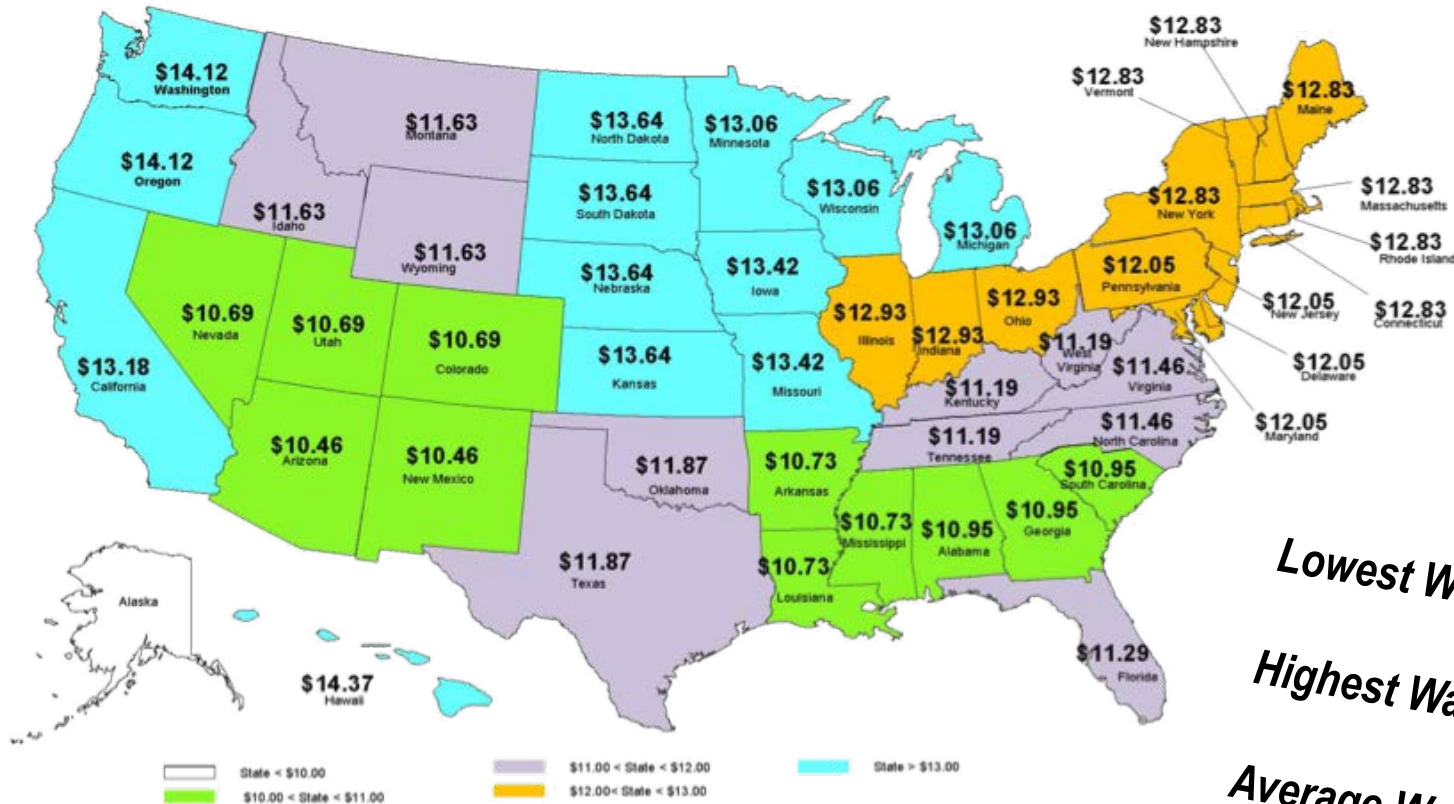 $12.83
New Hampshire
$12.83
Vermont
$12.83
Maine
$14.12
Washington
$11.63
Montana
$13.64
North Dakota
$13.06
Minnesota
$14.12
Oregon
$13.64
South Dakota
$13.06
Wisconsin
$12.83
New York
$12.83
Massachusetts
$11.63
Idaho
$13.06
Michigan
$12.83
Rhode Island
$11.63
Wyoming
$13.64
Nebraska
$13.42
Iowa
$12.05
Pennsylvania
$12.05
New Jersey
$12.83
Connecticut
$10.69
Nevada
$10.69
Utah
$10.69
Colorado
$12.93
Illinois
$12.93
Indiana
$12.93
Ohio
$11.19
West
Virginia
$11.46
Virginia
$12.05
Delaware
$13.18
California
$13.64
Kansas
$13.42
Missouri
$11.19
Kentucky
$12.05
Maryland
$10.46
Arizona
$10.46
New Mexico
$11.87
Oklahoma
$10.73
Arkansas
$11.19
Tennessee
$11.46
North Carolina
$10.95
South Carolina
$10.73
Mississippi
$10.95
Alabama
$10.95
Georgia
$11.87
Texas
$10.73
Louisiana
Alaska
$14.37
Hawaii
$11.29
Florida
Lowest
Highest
Average
State < $10.00
$10.00 < State < $11.00
$11.00 < State < $12.00
$12.00< State < $13.00
State > $13.00